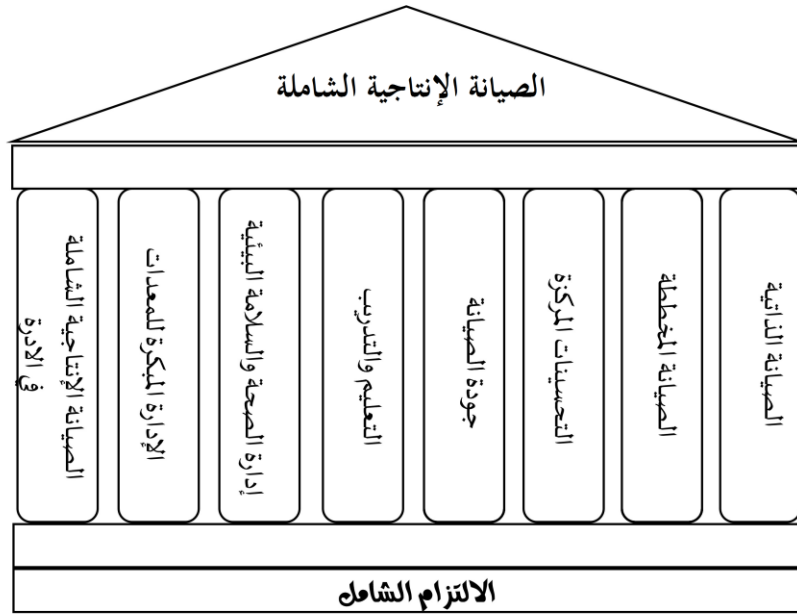 الصيانة الإنتاجية الشاملة
الصيانة الذاتية
الصيانة المخططة
التحسينات المركزة
جودة الصيانة
التعليم والتدريب
إدارة الصحة والسلامة البيئية
الإدارة المبكرة للمعدات
الصيانة الإنتاجية الشاملة
في الادرة
الالتزام الشامل